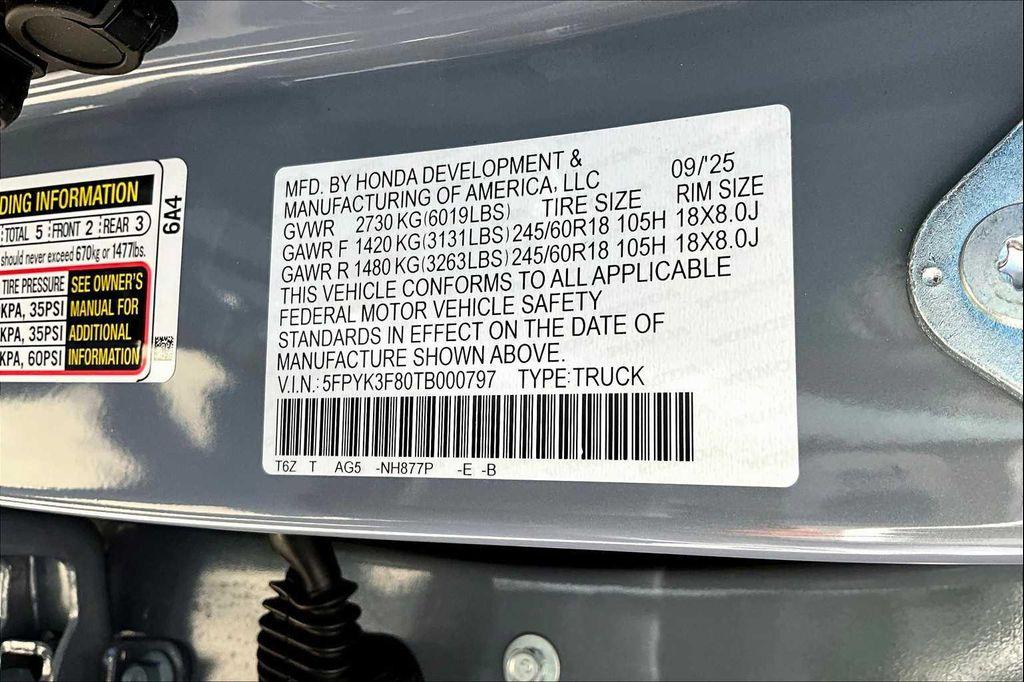 DING INFORMATION
TOTAL 5 FRONT 2 REAR 3
should never exceed 670kg or 1477lbs.
TIRE PRESSURE SEE OWNER'S
KPA, 35PSI MANUAL FOR
KPA, 35PSI ADDITIONAL
KPA, 60PSI INFORMATION
6A4
MFD. BY HONDA DEVELOPMENT & 09/'25
MANUFACTURING OF AMERICA, LLC
GVWR 2730 KG(6019LBS) TIRE SIZE RIM SIZE
GAWR F 1420 KG(3131LBS) 245/60R18 105H 18X8.0J
GAWR R 1480 KG(3263LBS) 245/60R18 105H 18X8.0J
THIS VEHICLE CONFORMS TO ALL APPLICABLE
FEDERAL MOTOR VEHICLE SAFETY
STANDARDS IN EFFECT ON THE DATE OF
MANUFACTURE SHOWN ABOVE.
V.I.N.: 5FPYK3F80TB000797 TYPE:TRUCK
T6Z T AG5 -NH877P -E -B